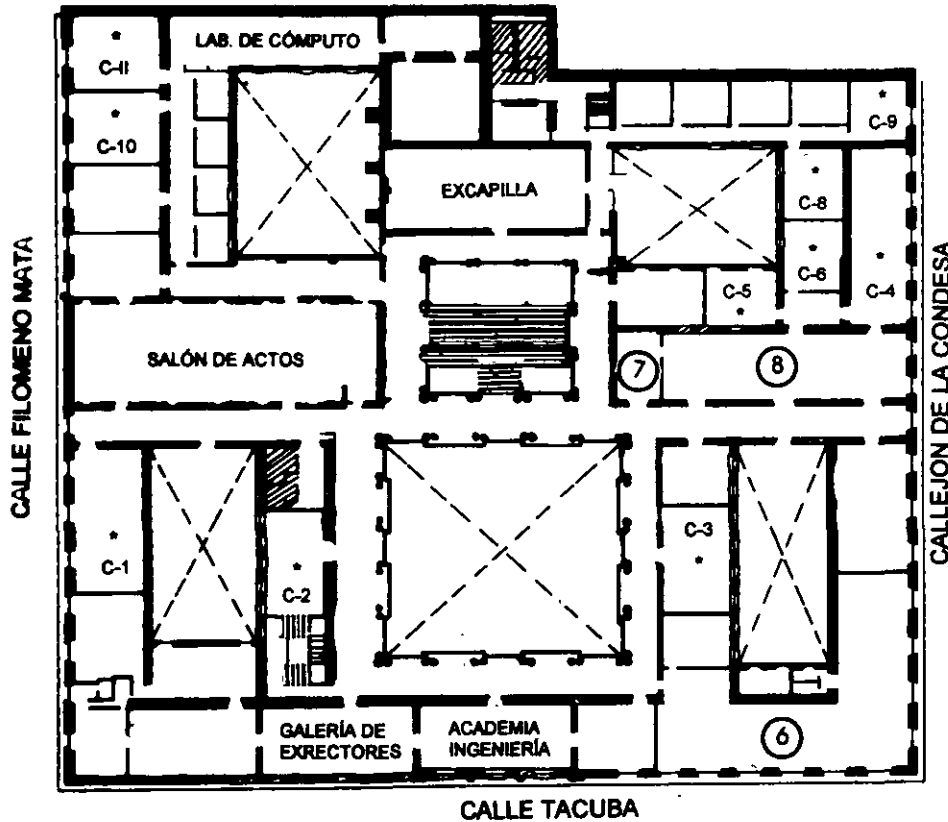 LAB. DE CÓMPUTO
*
C-11
*
C-10
*
C-9
EXCAPILLA
*
C-8
*
C-6
*
C-4
C-5
*
SALÓN DE ACTOS
7
8
CALLE FILOMENO MATA
CALLEJON DE LA CONDESA
*
C-1
*
C-2
C-3
*
GALERÍA DE
EXRECTORES
ACADEMIA
INGENIERÍA
6
CALLE TACUBA